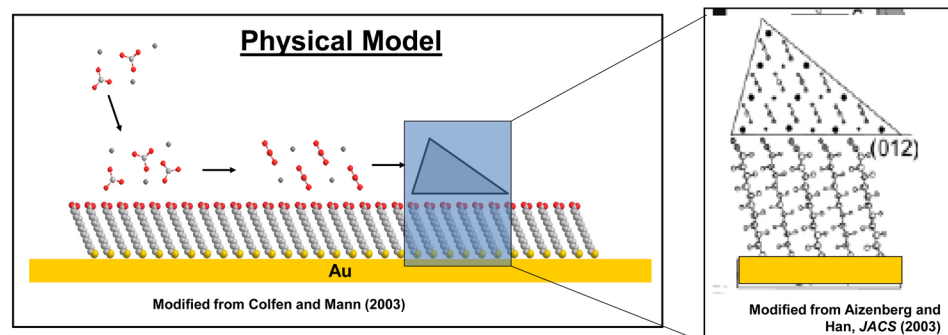 Physical Model
(012)
Au
Modified from Colfen and Mann (2003)
Modified from Aizenberg and
Han, JACS (2003)